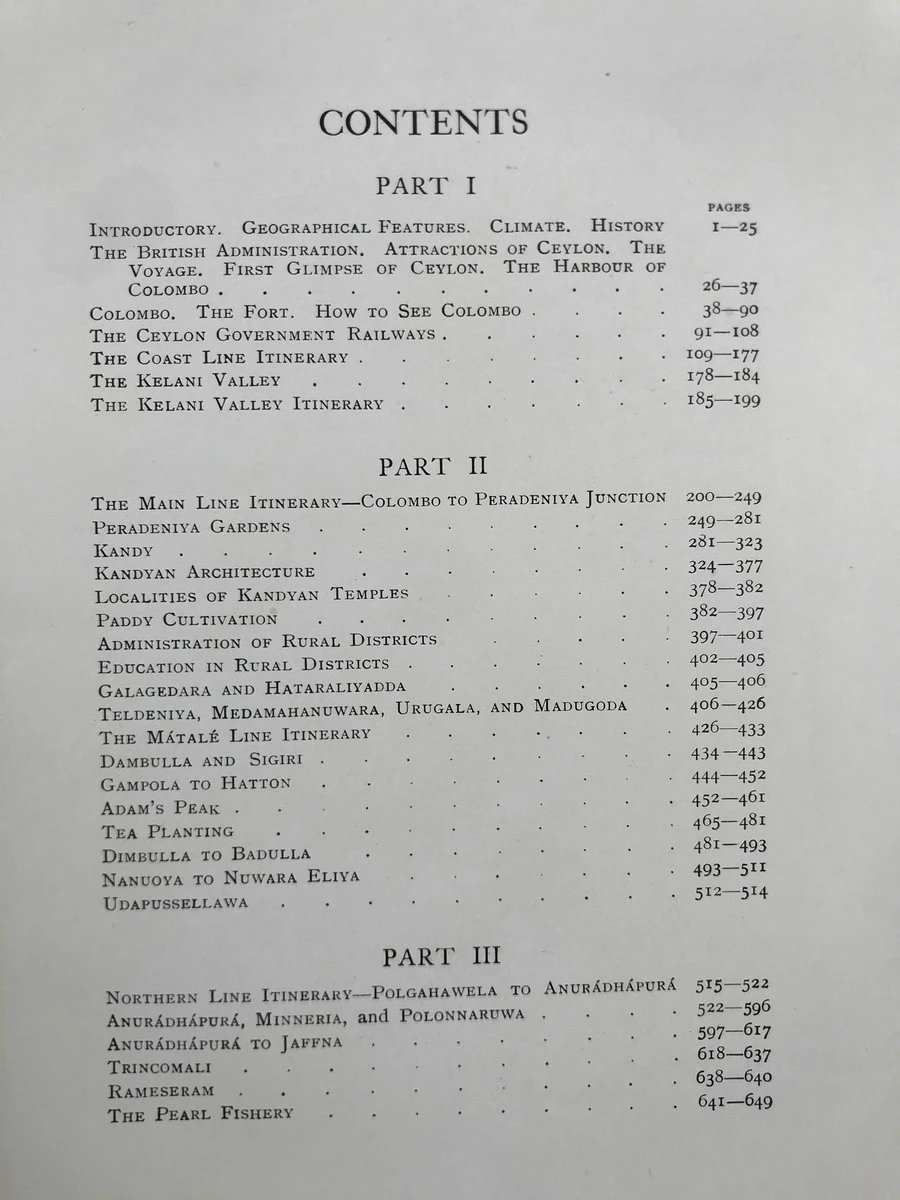 CONTENTS
PART I
PAGES
INTRODUCTORY. GEOGRAPHICAL FEATURES. CLIMATE. HISTORY 1—25
THE BRITISH ADMINISTRATION. ATTRACTIONS OF CEYLON. THE
VOYAGE. FIRST GLIMPSE OF CEYLON. THE HARBOUR OF
COLOMBO . . . . . . . . . . 26—37
COLOMBO. THE FORT. HOW TO SEE COLOMBO . . . . 38—90
THE CEYLON GOVERNMENT RAILWAYS . . . . . . 91—108
THE COAST LINE ITINERARY . . . . . . . . 109—177
THE KELANI VALLEY . . . . . . . . . 178—184
THE KELANI VALLEY ITINERARY . . . . . . . 185—199
PART II
THE MAIN LINE ITINERARY—COLOMBO TO PERADENIYA JUNCTION 200—249
PERADENIYA GARDENS . . . . . . . . . 249—281
KANDY . . . . . . . . . . . . 281—323
KANDYAN ARCHITECTURE . . . . . . . . 324—377
LOCALITIES OF KANDYAN TEMPLES . . . . . . 378—382
PADDY CULTIVATION . . . . . . . . . 382—397
ADMINISTRATION OF RURAL DISTRICTS . . . . . 397—401
EDUCATION IN RURAL DISTRICTS . . . . . . . 402—405
GALAGEDARA AND HATARALIYADDA . . . . . . 405—406
TELDENIYA, MEDAMAHANUWARA, URUGALA, AND MADUGODA . 406—426
THE MÁTALÉ LINE ITINERARY . . . . . . . 426—433
DAMBULLA AND SIGIRI . . . . . . . . . 434—443
GAMPOLA TO HATTON . . . . . . . . . 444—452
ADAM'S PEAK . . . . . . . . . . . 452—461
TEA PLANTING . . . . . . . . . . 465—481
DIMBULLA TO BADULLA . . . . . . . . 481—493
NANUOYA TO NUWARA ELIYA . . . . . . . 493—511
UDAPUSSELLAWA . . . . . . . . . . 512—514
PART III
NORTHERN LINE ITINERARY—POLGAHAWELA TO ANURÁDHÁPURÁ 515—522
ANURÁDHÁPURÁ, MINNERIA, and POLONNARUWA . . . . 522—596
ANURÁDHÁPURÁ TO JAFFNA . . . . . . . . 597—617
TRINCOMALI . . . . . . . . . . . 618—637
RAMESERAM . . . . . . . . . . . 638—640
THE PEARL FISHERY . . . . . . . . . 641—649